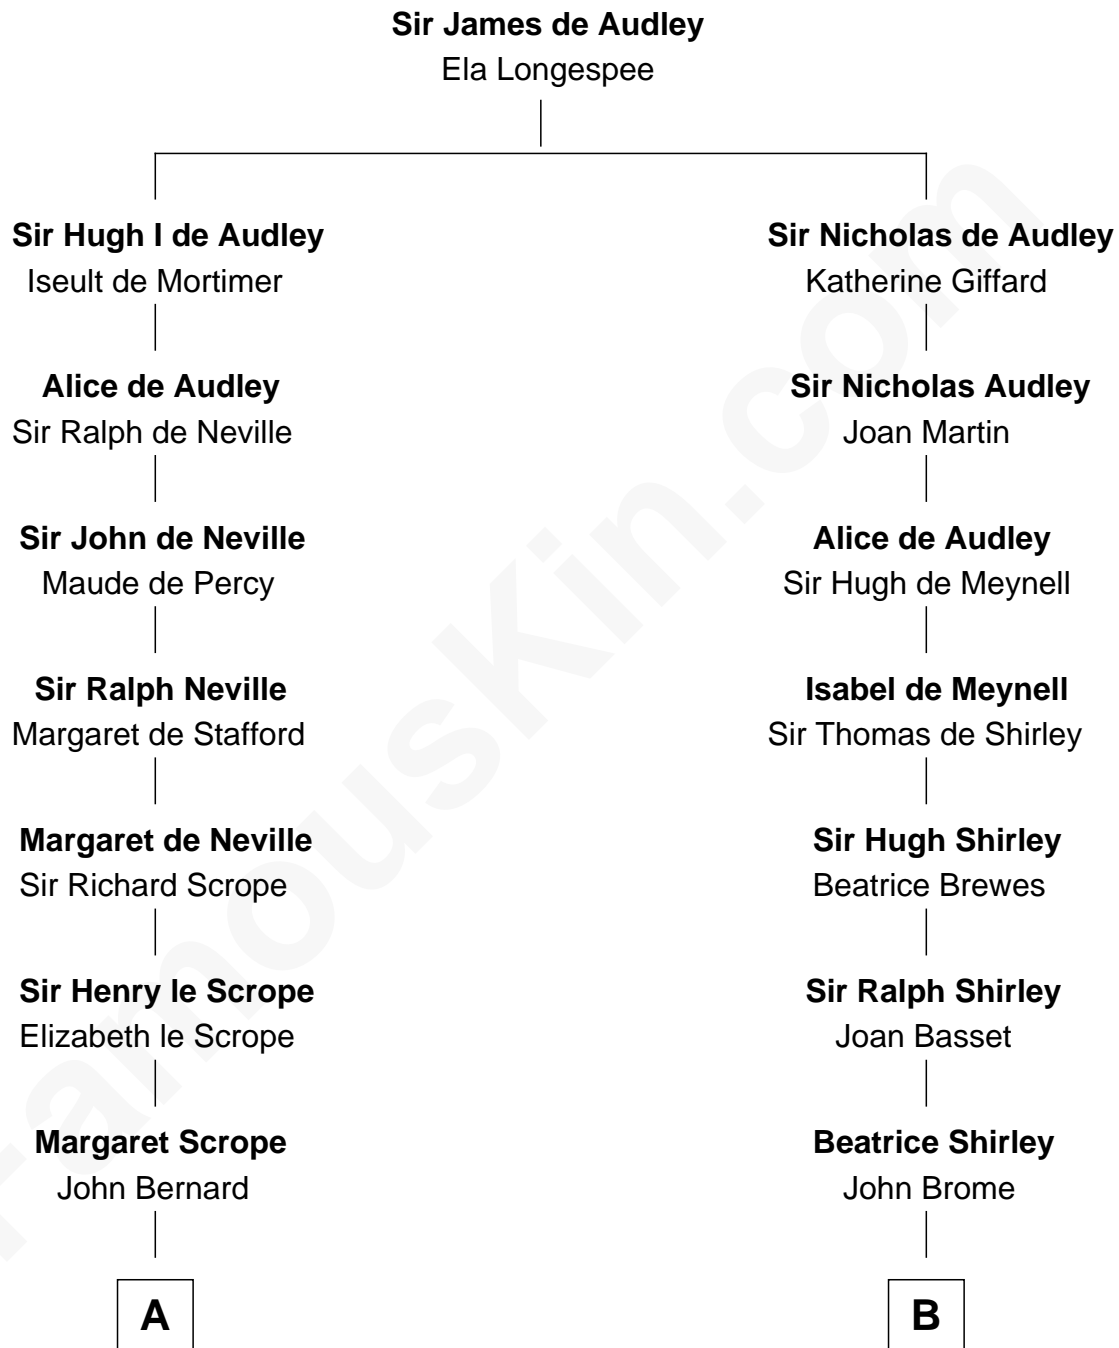 Sir James de Audley
Ela Longespee
Sir Hugh I de Audley
Iseult de Mortimer
Sir Nicholas de Audley
Katherine Giffard
Alice de Audley
Sir Ralph de Neville
Sir Nicholas Audley
Joan Martin
Sir John de Neville
Maude de Percy
Alice de Audley
Sir Hugh de Meynell
Sir Ralph Neville
Margaret de Stafford
Isabel de Meynell
Sir Thomas de Shirley
Margaret de Neville
Sir Richard Scrope
Sir Hugh Shirley
Beatrice Brewes
Sir Henry le Scrope
Elizabeth le Scrope
Sir Ralph Shirley
Joan Basset
Margaret Scrope
John Bernard
Beatrice Shirley
John Brome
A
B
FamousKin.com